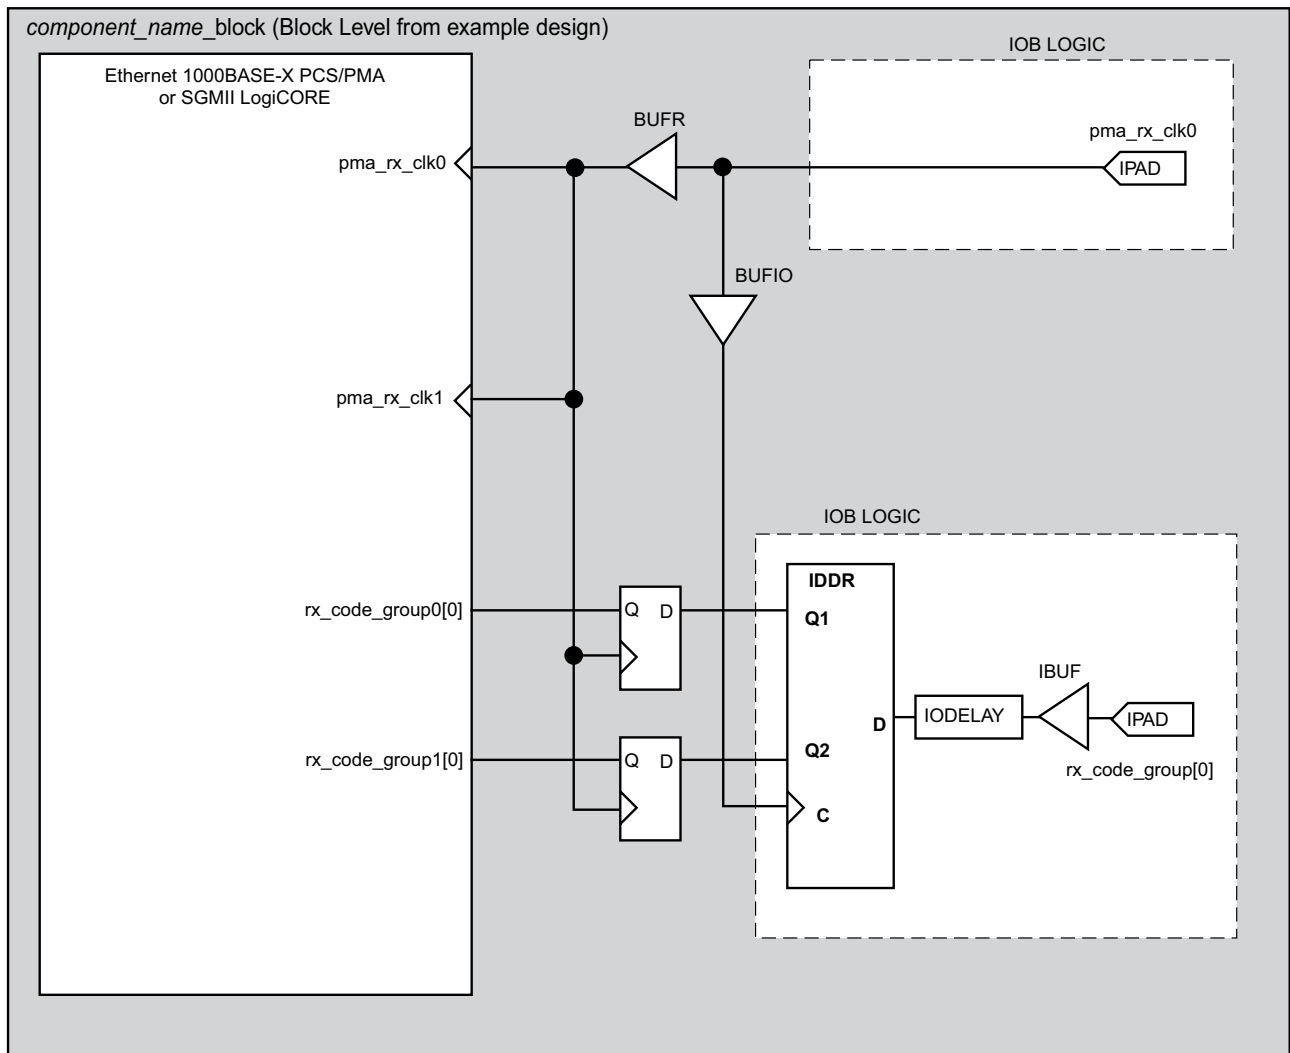 component_name_block (Block Level from example design)
Ethernet 1000BASE-X PCS/PMA
or SGMII LogiCORE
IOB LOGIC
BUFR
pma_rx_clk0
pma_rx_clk0
IPAD
BUFIO
pma_rx_clk1
IOB LOGIC
IDDR
rx_code_group0[0]
Q D
Q1
IBUF
IODELAY
IPAD
D
rx_code_group1[0]
Q D
Q2
rx_code_group[0]
C